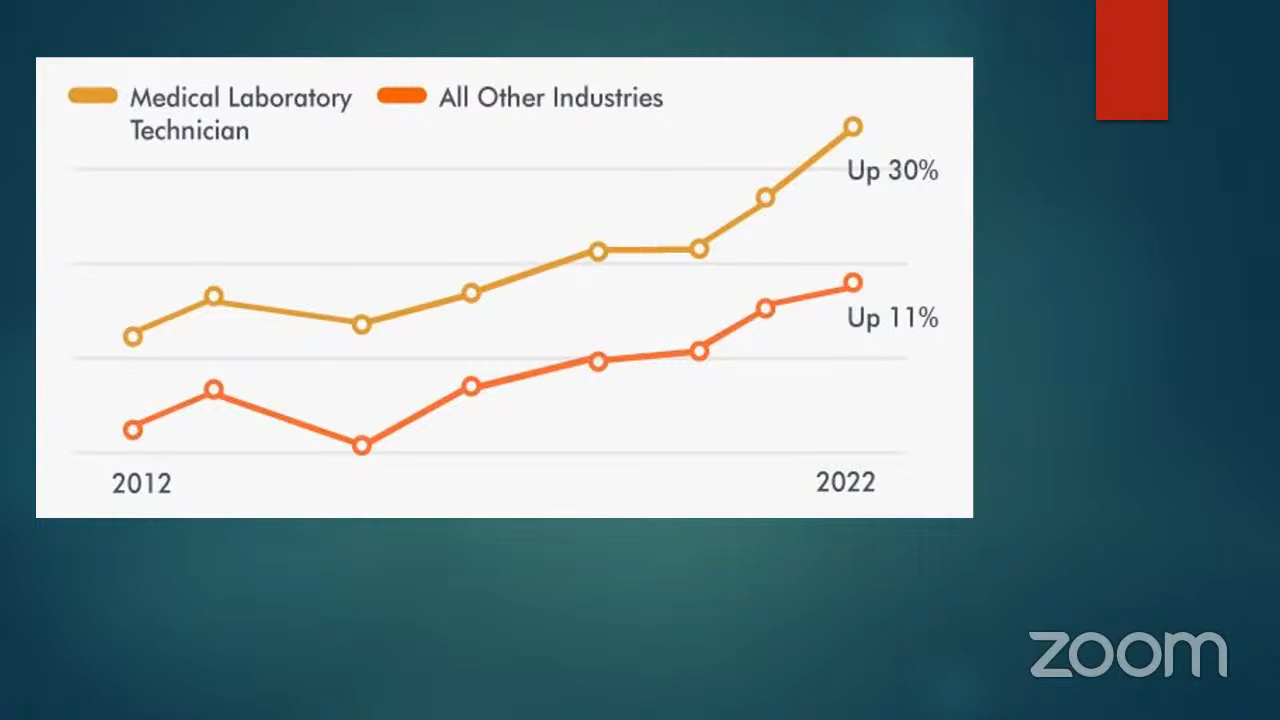 Medical Laboratory
Technician
All Other Industries
Up 30%
Up 11%
2012
2022
zoom